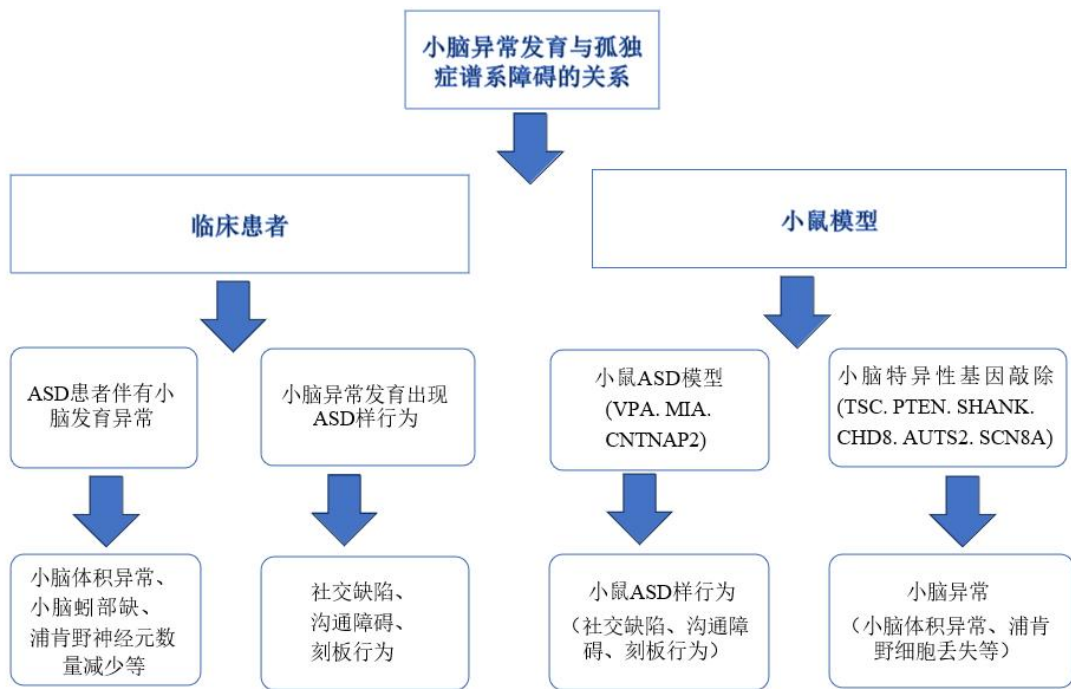 小脑异常发育与孤独
症谱系障碍的关系
临床患者
小鼠模型
ASD患者伴有小
脑发育异常
小脑异常发育出现
ASD样行为
小鼠ASD模型
(VPA. MIA.
CNTNAP2)
小脑特异性基因敲除
(TSC. PTEN. SHANK.
CHD8. AUTS2. SCN8A)
小脑体积异常、
小脑蚓部缺、
浦肯野神经元数
量减少等
社交缺陷、
沟通障碍、
刻板行为
小鼠ASD样行为
（社交缺陷、沟通障
碍、刻板行为）
小脑异常
（小脑体积异常、浦肯
野细胞丢失等）